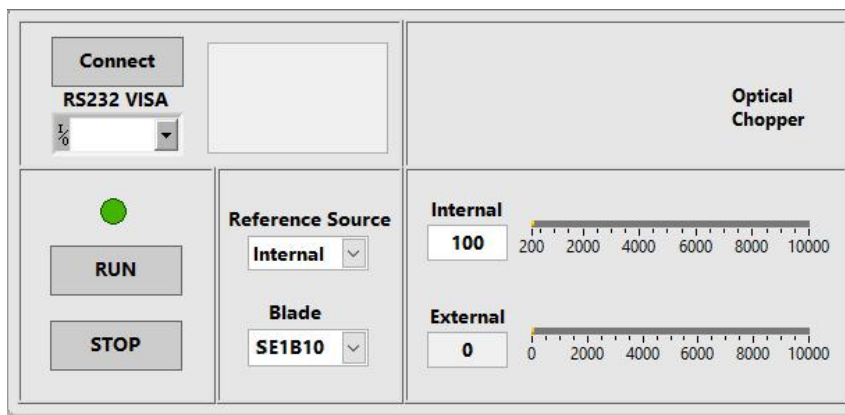 Connect
RS232 VISA
I/O
Optical
Chopper
RUN
STOP
Reference Source
Internal
Blade
SE1B10
Internal
100
200 2000 4000 6000 8000 10000
External
0
0 2000 4000 6000 8000 10000